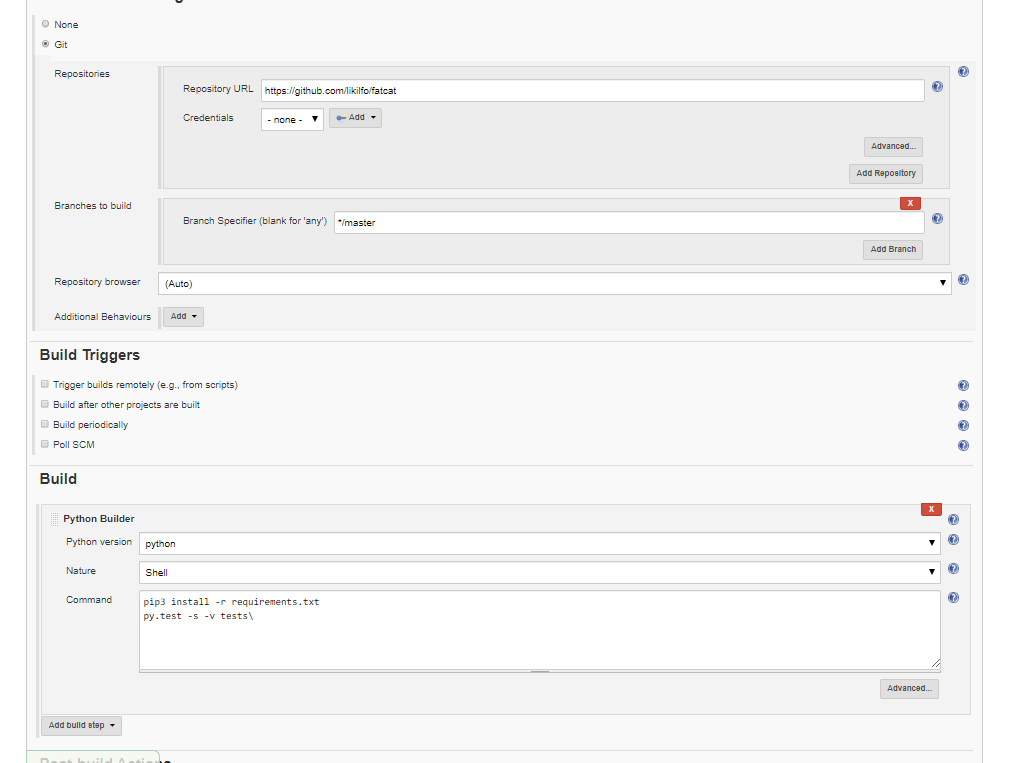 None
Git
Repositories
Repository URL https://github.com/likilfo/fatcat
Credentials - none - Add
Advanced...
Add Repository
Branches to build X
Branch Specifier (blank for 'any') */master
Add Branch
Repository browser (Auto)
Additional Behaviours Add
Build Triggers
Trigger builds remotely (e.g., from scripts)
Build after other projects are built
Build periodically
Poll SCM
Build
X
Python Builder
Python version python
Nature Shell
Command pip3 install -r requirements.txt
py.test -s -v tests\
Advanced...
Add build step
Post-build Actions